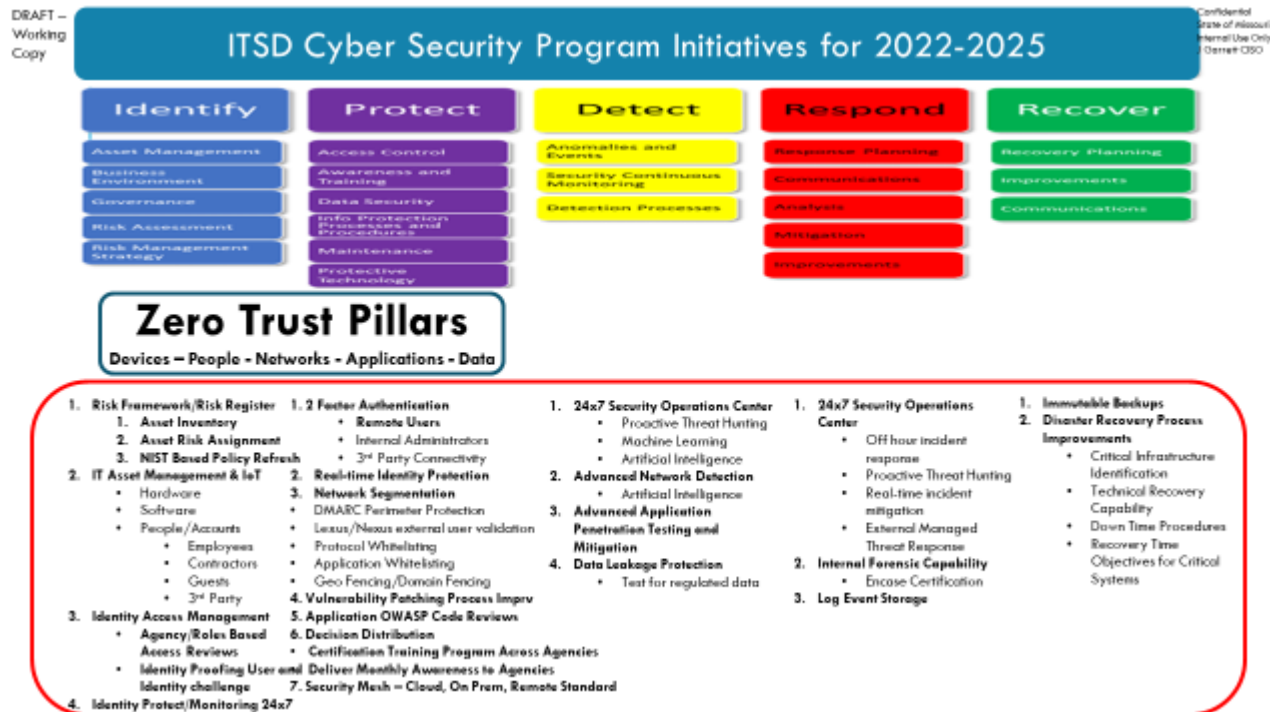 DRAFT –
Working
Copy
ITSD Cyber Security Program Initiatives for 2022-2025
Confidential
State of Missouri
Internal Use Only
J Garrett CISO
Identify
Asset Management
Business
Environment
Governance
Risk Assessment
Risk Management
Strategy
Protect
Access Control
Awareness and
Training
Data Security
Info Protection
Processes and
Procedures
Maintenance
Protective
Technology
Detect
Anomalies and
Events
Security Continuous
Monitoring
Detection Processes
Respond
Response Planning
Communications
Analysis
Mitigation
Improvements
Recover
Recovery Planning
Improvements
Communications
Zero Trust Pillars
Devices – People - Networks - Applications - Data
1. Risk Framework/Risk Register
1. Asset Inventory
2. Asset Risk Assignment
3. NIST Based Policy Refresh
2. IT Asset Management & IoT
• Hardware
• Software
• People/Accounts
• Employees
• Contractors
• Guests
• 3rd Party
3. Identity Access Management
• Agency/Roles Based
Access Reviews
• Identity Proofing User and
Identity challenge
4. Identity Protect/Monitoring 24x7
1. 2 Factor Authentication
• Remote Users
• Internal Administrators
• 3rd Party Connectivity
2. Real-time Identity Protection
3. Network Segmentation
• DMARC Perimeter Protection
• Lexus/Nexus external user validation
• Protocol Whitelisting
• Application Whitelisting
• Geo Fencing/Domain Fencing
4. Vulnerability Patching Process Imprv
5. Application OWASP Code Reviews
6. Decision Distribution
• Certification Training Program Across Agencies
Deliver Monthly Awareness to Agencies
7. Security Mesh – Cloud, On Prem, Remote Standard
1. 24x7 Security Operations Center
• Proactive Threat Hunting
• Machine Learning
• Artificial Intelligence
2. Advanced Network Detection
• Artificial Intelligence
3. Advanced Application
Penetration Testing and
Mitigation
4. Data Leakage Protection
• Test for regulated data
1. 24x7 Security Operations
Center
• Off hour incident
response
• Proactive Threat Hunting
• Real-time incident
mitigation
• External Managed
Threat Response
2. Internal Forensic Capability
• Encase Certification
3. Log Event Storage
1. Immutable Backups
2. Disaster Recovery Process
Improvements
• Critical Infrastructure
Identification
• Technical Recovery
Capability
• Down Time Procedures
• Recovery Time
Objectives for Critical
Systems